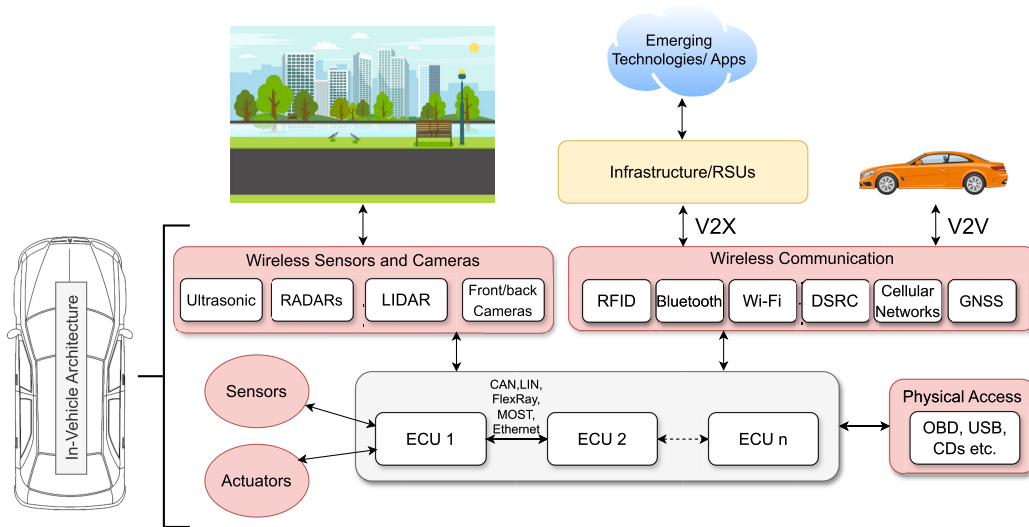 Emerging
Technologies/ Apps
Infrastructure/RSUs
V2X
V2V
Wireless Sensors and Cameras
Ultrasonic
RADARs
LIDAR
Front/back
Cameras
Wireless Communication
RFID
Bluetooth
Wi-Fi
DSRC
Cellular
Networks
GNSS
In-Vehicle Architecture
Sensors
Actuators
CAN,LIN,
FlexRay,
MOST,
Ethernet
ECU 1
ECU 2
ECU n
Physical Access
OBD, USB,
CDs etc.